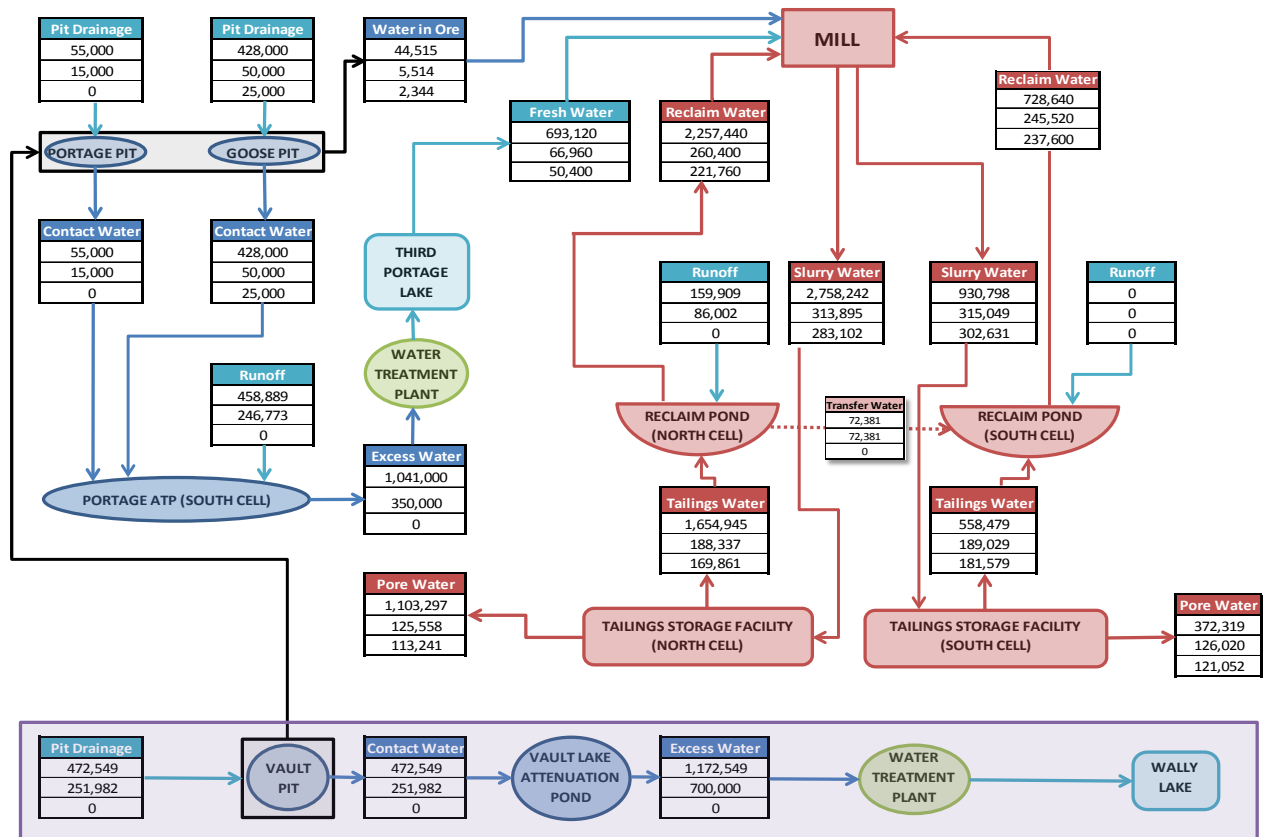 Pit Drainage
55,000
15,000
0
Pit Drainage
428,000
50,000
25,000
Water in Ore
44,515
5,514
2,344
MILL
Reclaim Water
728,640
245,520
237,600
Fresh Water
693,120
66,960
50,400
Reclaim Water
2,257,440
260,400
221,760
PORTAGE PIT
GOOSE PIT
Contact Water
55,000
15,000
0
Contact Water
428,000
50,000
25,000
THIRD
PORTAGE
LAKE
Runoff
159,909
86,002
0
Slurry Water
2,758,242
313,895
283,102
Slurry Water
930,798
315,049
302,631
Runoff
0
0
0
WATER
TREATMENT
PLANT
Runoff
458,889
246,773
0
RECLAIM POND
(NORTH CELL)
Transfer Water
72,381
72,381
0
RECLAIM POND
(SOUTH CELL)
PORTAGE ATP (SOUTH CELL)
Excess Water
1,041,000
350,000
0
Tailings Water
1,654,945
188,337
169,861
Tailings Water
558,479
189,029
181,579
Pore Water
1,103,297
125,558
113,241
TAILINGS STORAGE FACILITY
(NORTH CELL)
TAILINGS STORAGE FACILITY
(SOUTH CELL)
Pore Water
372,319
126,020
121,052
Pit Drainage
472,549
251,982
0
VAULT
PIT
Contact Water
472,549
251,982
0
VAULT LAKE
ATTENUATION
POND
Excess Water
1,172,549
700,000
0
WATER
TREATMENT
PLANT
WALLY
LAKE